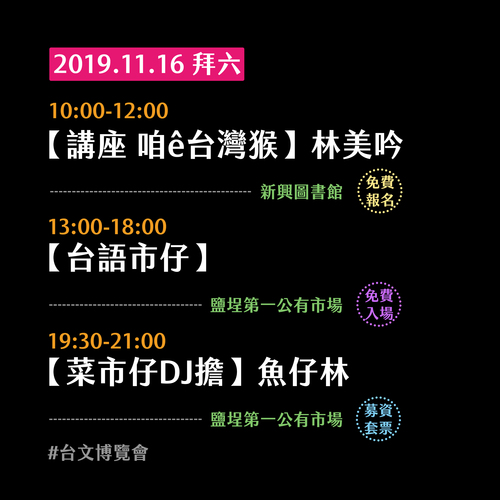 2019.11.16 拜六
10:00-12:00
【講座 咱ê台灣猴】林美吟
新興圖書館
免費
報名
13:00-18:00
【台語市仔】
鹽埕第一公有市場
免費
入場
19:30-21:00
【菜市仔DJ擔】魚仔林
鹽埕第一公有市場
募資
套票
#台文博覽會